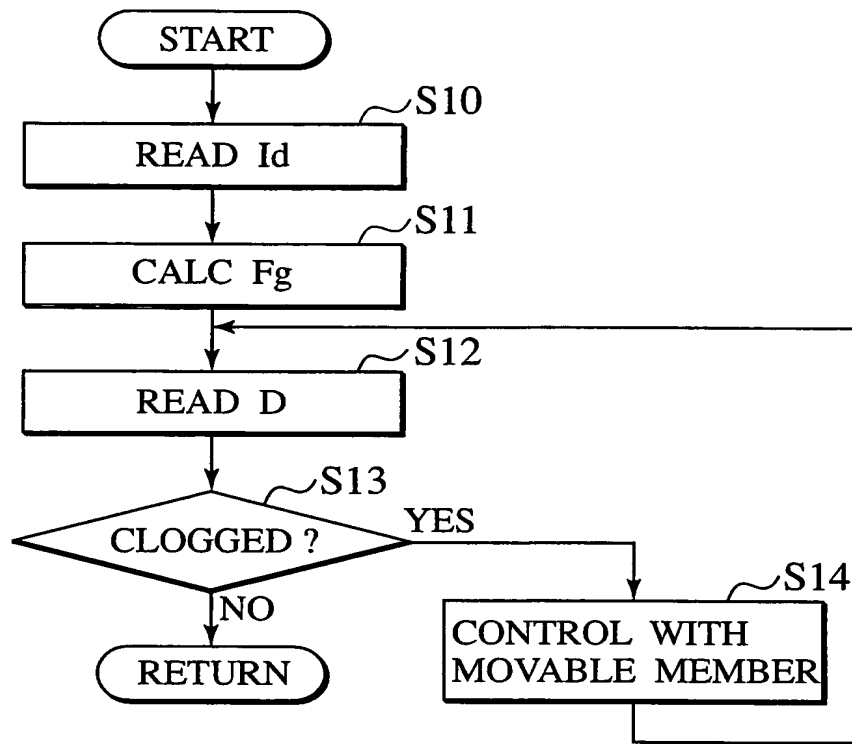 START
S10
READ Id
S11
CALC Fg
S12
READ D
S13
CLOGGED ?
YES
NO
S14
CONTROL WITH
MOVABLE MEMBER
RETURN